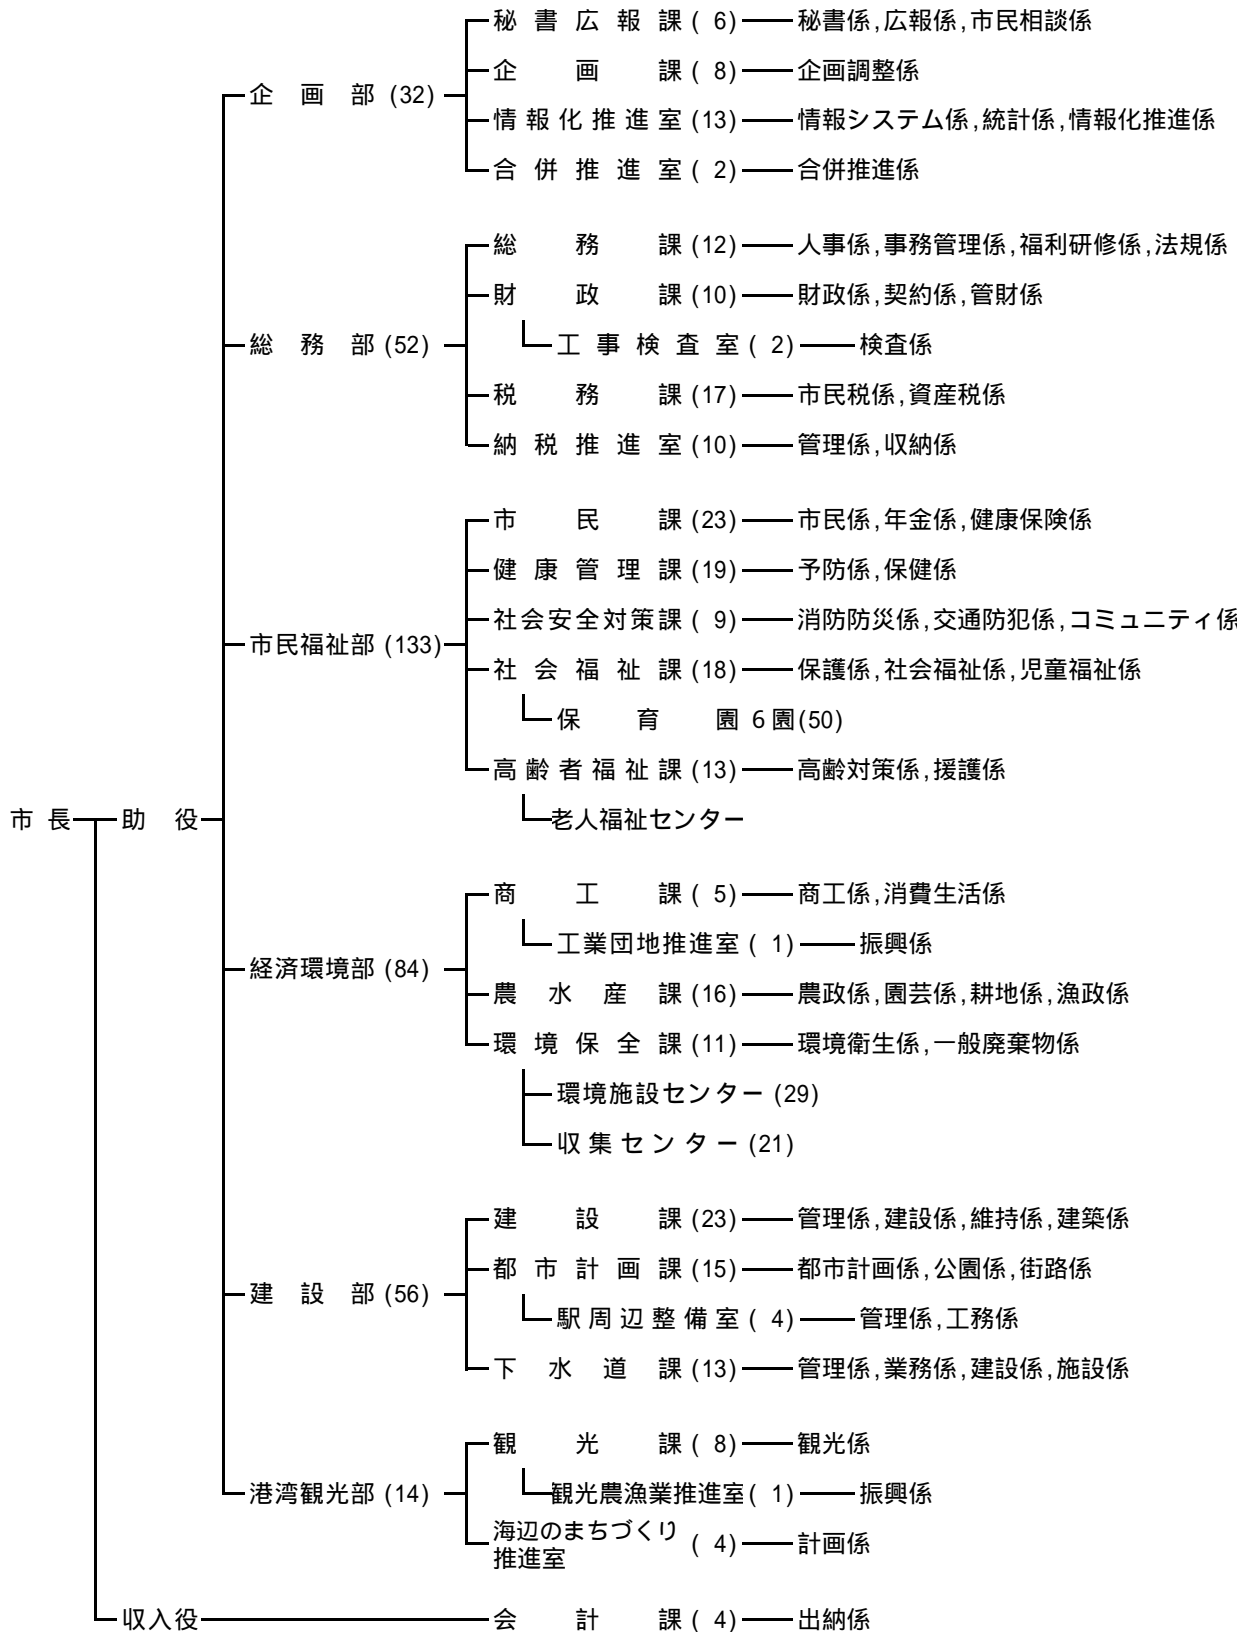 秘書広報課( 6) 秘書係,広報係,市民相談係
企画課( 8) 企画調整係
企画部(32)
情報化推進室(13) 情報システム係,統計係,情報化推進係
合併推進室( 2) 合併推進係
総務課(12) 人事係,事務管理係,福利研修係,法規係
財政課(10) 財政係,契約係,管財係
総務部(52) 工事検査室( 2) 検査係
税務課(17) 市民税係,資産税係
納税推進室(10) 管理係,収納係
市民課(23) 市民係,年金係,健康保険係
健康管理課(19) 予防係,保健係
社会安全対策課( 9) 消防防災係,交通防犯係,コミュニティ係
市民福祉部(133)
社会福祉課(18) 保護係,社会福祉係,児童福祉係
保育園6園(50)
高齢者福祉課(13) 高齢対策係,援護係
市長 助役 老人福祉センター
商工課( 5) 商工係,消費生活係
工業団地推進室( 1) 振興係
経済環境部(84)
農水産課(16) 農政係,園芸係,耕地係,漁政係
環境保全課(11) 環境衛生係,一般廃棄物係
環境施設センター(29)
収集センター(21)
建設課(23) 管理係,建設係,維持係,建築係
都市計画課(15) 都市計画係,公園係,街路係
建設部(56)
駅周辺整備室( 4) 管理係,工務係
下水道課(13) 管理係,業務係,建設係,施設係
観光課( 8) 観光係
港湾観光部(14) 観光農漁業推進室( 1) 振興係
海辺のまちづくり
推進室( 4) 計画係
収入役 会計課( 4) 出納係